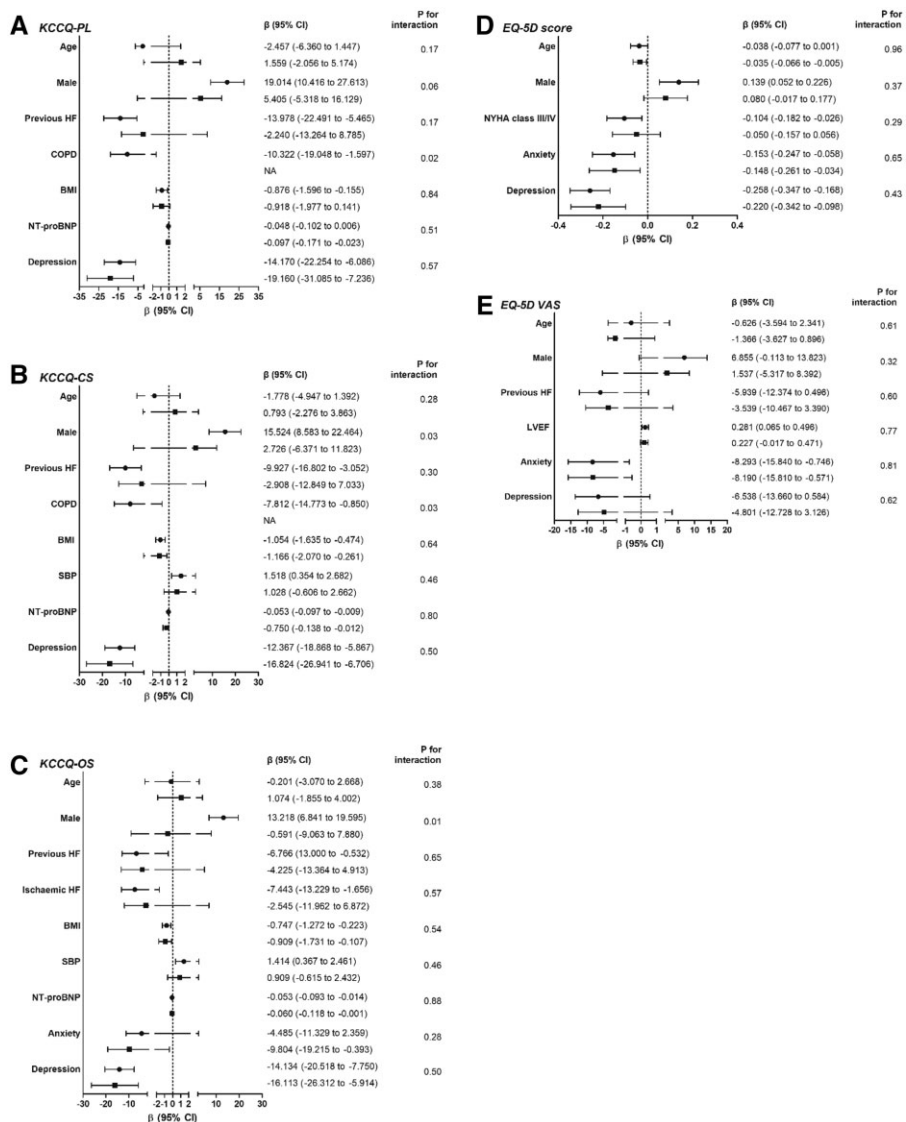 A KCCQ-PL
β (95% CI)
P for interaction
Age
-2.457 (-6.360 to 1.447)
0.17
1.559 (-2.056 to 5.174)
Male
19.014 (10.416 to 27.613)
0.06
5.405 (-5.318 to 16.129)
Previous HF
-13.978 (-22.491 to -5.465)
0.17
-2.240 (-13.264 to 8.785)
COPD
-10.322 (-19.048 to -1.597)
0.02
NA
BMI
-0.876 (-1.596 to -0.155)
0.84
-0.918 (-1.977 to 0.141)
NT-proBNP
-0.048 (-0.102 to 0.006)
0.51
-0.097 (-0.171 to -0.023)
Depression
-14.170 (-22.254 to -6.086)
0.57
-19.160 (-31.085 to -7.236)
-35 -25 -15 -5 -2 -1 0 1 2 5 15 25 35
β (95% CI)
B KCCQ-CS
β (95% CI)
P for interaction
Age
-1.778 (-4.947 to 1.392)
0.28
0.793 (-2.276 to 3.863)
Male
15.524 (8.583 to 22.464)
0.03
2.726 (-6.371 to 11.823)
Previous HF
-9.927 (-16.802 to -3.052)
0.30
-2.908 (-12.849 to 7.033)
COPD
-7.812 (-14.773 to -0.850)
0.03
NA
BMI
-1.054 (-1.635 to -0.474)
0.64
-1.166 (-2.070 to -0.261)
SBP
1.518 (0.354 to 2.682)
0.46
1.028 (-0.606 to 2.662)
NT-proBNP
-0.053 (-0.097 to -0.009)
0.80
-0.750 (-0.138 to -0.012)
Depression
-12.367 (-18.868 to -5.867)
0.50
-16.824 (-26.941 to -6.706)
-20 -10 -2 -1 0 1 2 10 20 30
β (95% CI)
C KCCQ-OS
β (95% CI)
P for interaction
Age
-0.201 (-3.070 to 2.668)
0.38
1.074 (-1.855 to 4.002)
Male
13.218 (6.841 to 19.595)
0.01
-0.591 (-9,063 to 7.880)
Previous HF
-6.766 (13.000 to -0.532)
0.65
-4.225 (-13.364 to 4.913)
Ischaemic HF
-7.443 (-13.229 to -1.656)
0.57
-2.545 (-11.962 to 6.872)
BMI
-0.747 (-1.272 to -0.223)
0.54
-0.909 (-1.731 to -0.107)
SBP
1.414 (0.367 to 2.461)
0.46
0.909 (-0.615 to 2.432)
NT-proBNP
-0.053 (-0.093 to -0.014)
0.88
-0.060 (-0.118 to -0.001)
Anxiety
-4.485 (-11.329 to 2.359)
0.28
-9.804 (-19.215 to -0.393)
Depression
-14.134 (-20.518 to -7.750)
0.50
-16.113 (-26.312 to -5.914)
-30 -20 -10 -2 -1 0 1 2 10 20 30
β (95% CI)
D EQ-5D score
β (95% CI)
P for interaction
Age
-0.038 (-0.077 to 0.001)
0.96
-0.035 (-0.066 to -0.005)
Male
0.139 (0.052 to 0.226)
0.37
0.080 (-0.017 to 0.177)
NYHA class III/IV
-0.104 (-0.182 to -0.026)
0.29
-0.050 (-0.157 to 0.056)
Anxiety
-0.153 (-0.247 to -0.058)
0.65
-0.148 (-0.261 to -0.034)
Depression
-0.258 (-0.347 to -0.168)
0.43
-0.220 (-0.342 to -0.098)
-0.4 -0.2 0.0 0.2 0.4
β (95% CI)
E EQ-5D VAS
β (95% CI)
P for interaction
Age
-0.626 (-3.594 to 2.341)
0.61
-1.366 (-3.627 to 0.896)
Male
6.855 (-0.113 to 13.823)
0.32
1.537 (-5.317 to 8.392)
Previous HF
-5.939 (-12.374 to 0.496)
0.60
-3.539 (-10.467 to 3.390)
LVEF
0.281 (0.065 to 0.496)
0.77
0.227 (-0.017 to 0.471)
Anxiety
-8.293 (-15.840 to -0.746)
0.81
-8.190 (-15.810 to -0.571)
Depression
-6.538 (-13.660 to 0.584)
0.62
-4.801 (-12.728 to 3.126)
-20 -15 -10 -5 -1 0 1 5 10 15 20
β (95% CI)